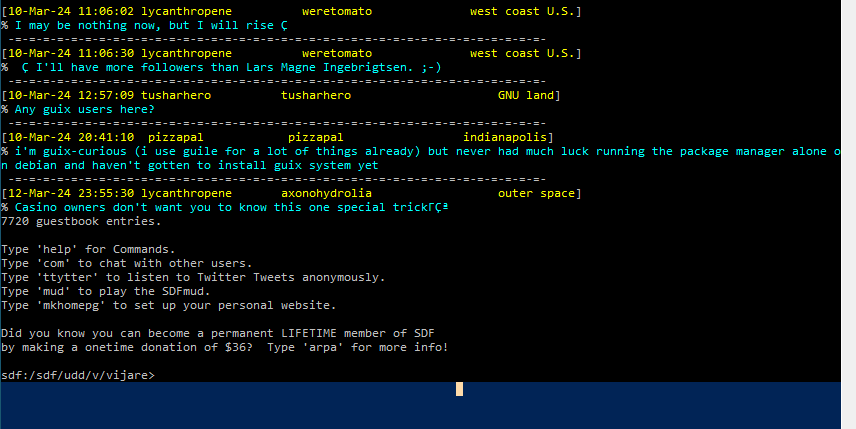 [10-Mar-24 11:06:02 lycanthropene          weretomato              west coast U.S.]
% I may be nothing now, but I will rise Ç
-----------------------------------------------------------------------------
[10-Mar-24 11:06:30 lycanthropene          weretomato              west coast U.S.]
%  Ç I'll have more followers than Lars Magne Ingebrigtsen. ;-)
-----------------------------------------------------------------------------
[10-Mar-24 12:57:09 tusharhero          tusharhero                     GNU land]
% Any guix users here?
-----------------------------------------------------------------------------
[10-Mar-24 20:41:10  pizzapal            pizzapal                 indianapolis]
% i'm guix-curious (i use guile for a lot of things already) but never had much luck running the package manager alone o
n debian and haven't gotten to install guix system yet
-----------------------------------------------------------------------------
[12-Mar-24 23:55:30 lycanthropene       axonohydrolia                  outer space]
% Casino owners don't want you to know this one special trickΓÇª
7720 guestbook entries.

Type 'help' for Commands.
Type 'com' to chat with other users.
Type 'ttytter' to listen to Twitter Tweets anonymously.
Type 'mud' to play the SDFmud.
Type 'mkhomepg' to set up your personal website.

Did you know you can become a permanent LIFETIME member of SDF
by making a onetime donation of $36?  Type 'arpa' for more info!

sdf:/sdf/udd/v/vijare>